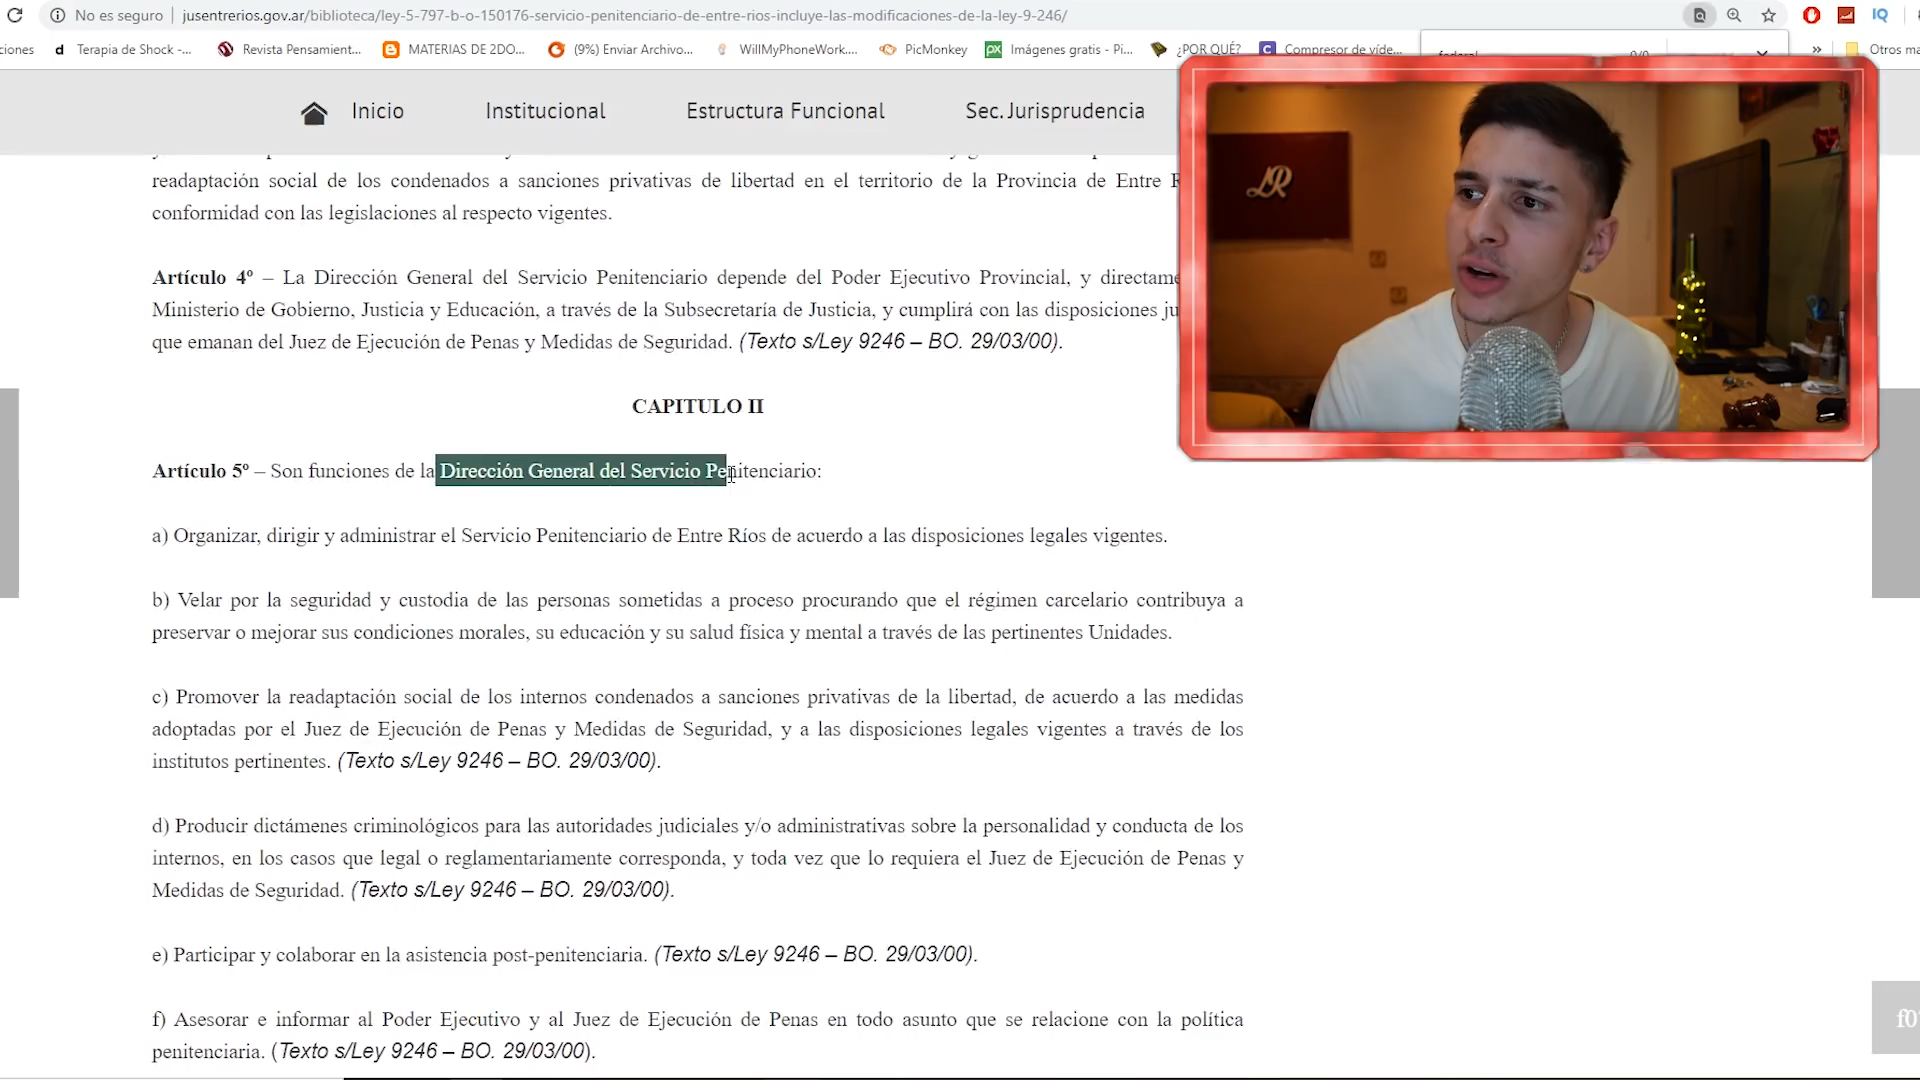 No es seguro jusentrerios.gov.ar/biblioteca/ley-5-797-b-o-150176-servicio-penitenciario-de-entre-rios-incluye-las-modificaciones-de-la-ley-9-246/
ciones Terapia de Shock -... Revista Pensamient... MATERIAS DE 2DO... (9%) Enviar Archivo... WillMyPhoneWork.... PicMonkey Imágenes gratis - Pi... ¿POR QUÉ? Compresor de víde... » Otros ma
Inicio Institucional Estructura Funcional Sec. Jurisprudencia
readaptación social de los condenados a sanciones privativas de libertad en el territorio de la Provincia de Entre R
conformidad con las legislaciones al respecto vigentes.
Artículo 4º – La Dirección General del Servicio Penitenciario depende del Poder Ejecutivo Provincial, y directame
Ministerio de Gobierno, Justicia y Educación, a través de la Subsecretaría de Justicia, y cumplirá con las disposiciones ju
que emanan del Juez de Ejecución de Penas y Medidas de Seguridad. (Texto s/Ley 9246 – BO. 29/03/00).
LR
CAPITULO II
Artículo 5º – Son funciones de la Dirección General del Servicio Penitenciario:
a) Organizar, dirigir y administrar el Servicio Penitenciario de Entre Ríos de acuerdo a las disposiciones legales vigentes.
b) Velar por la seguridad y custodia de las personas sometidas a proceso procurando que el régimen carcelario contribuya a
preservar o mejorar sus condiciones morales, su educación y su salud física y mental a través de las pertinentes Unidades.
c) Promover la readaptación social de los internos condenados a sanciones privativas de la libertad, de acuerdo a las medidas
adoptadas por el Juez de Ejecución de Penas y Medidas de Seguridad, y a las disposiciones legales vigentes a través de los
institutos pertinentes. (Texto s/Ley 9246 – BO. 29/03/00).
d) Producir dictámenes criminológicos para las autoridades judiciales y/o administrativas sobre la personalidad y conducta de los
internos, en los casos que legal o reglamentariamente corresponda, y toda vez que lo requiera el Juez de Ejecución de Penas y
Medidas de Seguridad. (Texto s/Ley 9246 – BO. 29/03/00).
e) Participar y colaborar en la asistencia post-penitenciaria. (Texto s/Ley 9246 – BO. 29/03/00).
f) Asesorar e informar al Poder Ejecutivo y al Juez de Ejecución de Penas en todo asunto que se relacione con la política
penitenciaria. (Texto s/Ley 9246 – BO. 29/03/00).